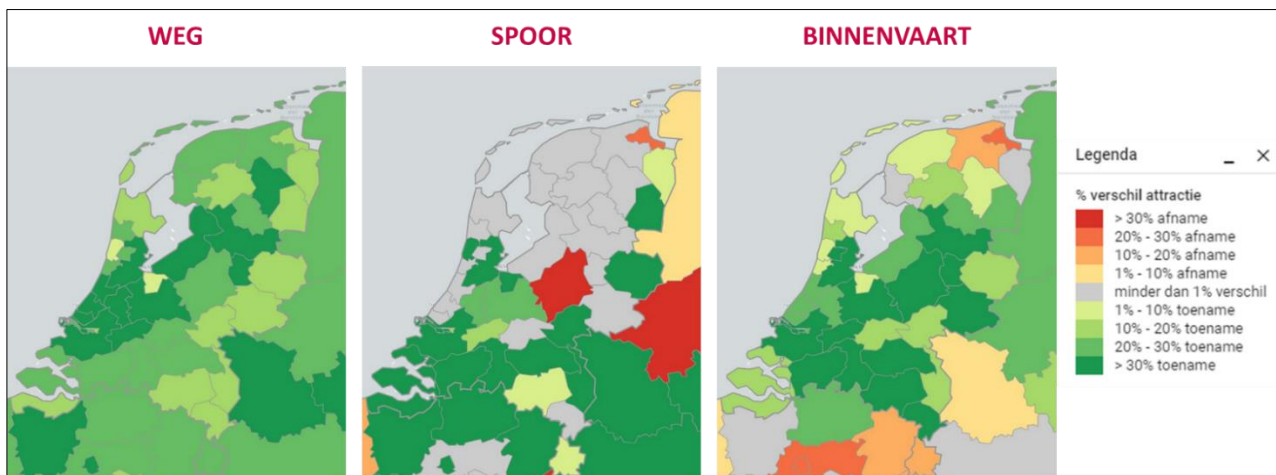 WEG
SPOOR
BINNENVAART
Legenda
% verschil attractie
> 30% afname
20% - 30% afname
10% - 20% afname
1% - 10% afname
minder dan 1% verschil
1% - 10% toename
10% - 20% toename
20% - 30% toename
> 30% toename